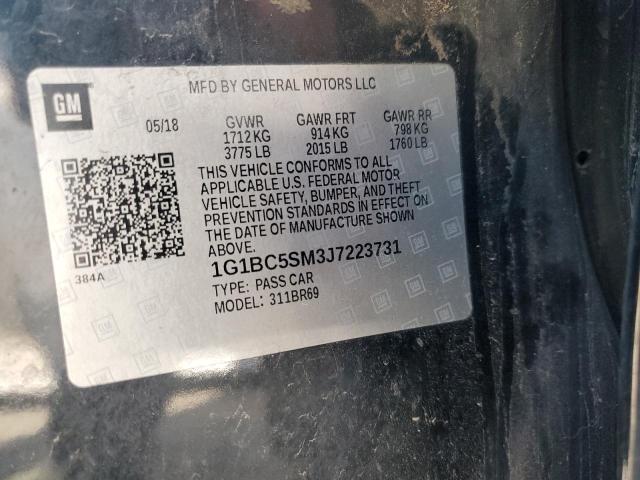 GM
MFD BY GENERAL MOTORS LLC
05/18
GVWR
1712 KG
3775 LB
GAWR FRT
914 KG
2015 LB
GAWR RR
798 KG
1760 LB
THIS VEHICLE CONFORMS TO ALL
APPLICABLE U.S. FEDERAL MOTOR
VEHICLE SAFETY, BUMPER, AND THEFT
PREVENTION STANDARDS IN EFFECT ON
THE DATE OF MANUFACTURE SHOWN
ABOVE.
384A
1G1BC5SM3J7223731
TYPE: PASS CAR
MODEL: 311BR69